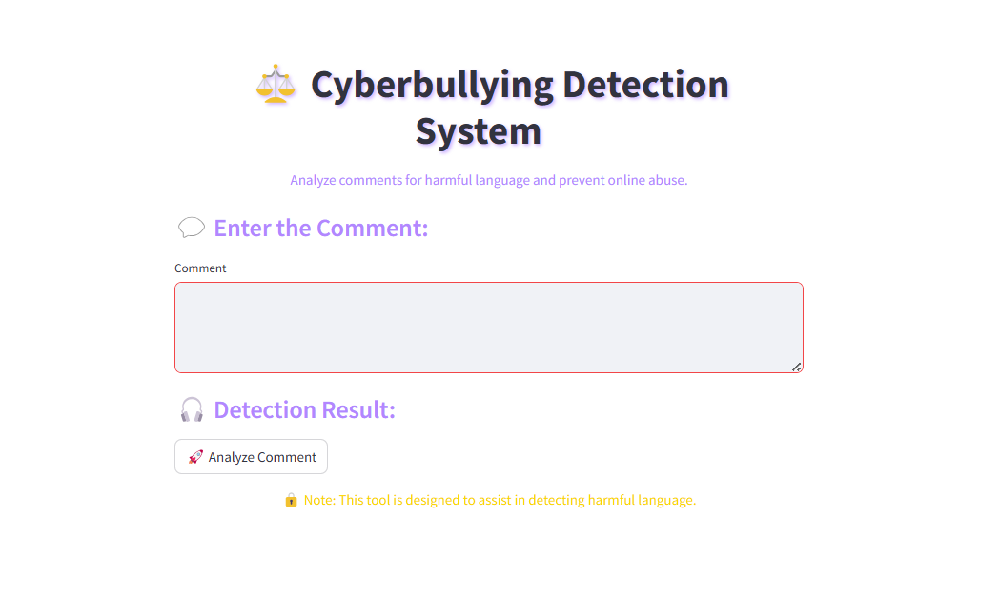 Cyberbullying Detection
System
Analyze comments for harmful language and prevent online abuse.
Enter the Comment:
Comment
Detection Result:
Analyze Comment
Note: This tool is designed to assist in detecting harmful language.